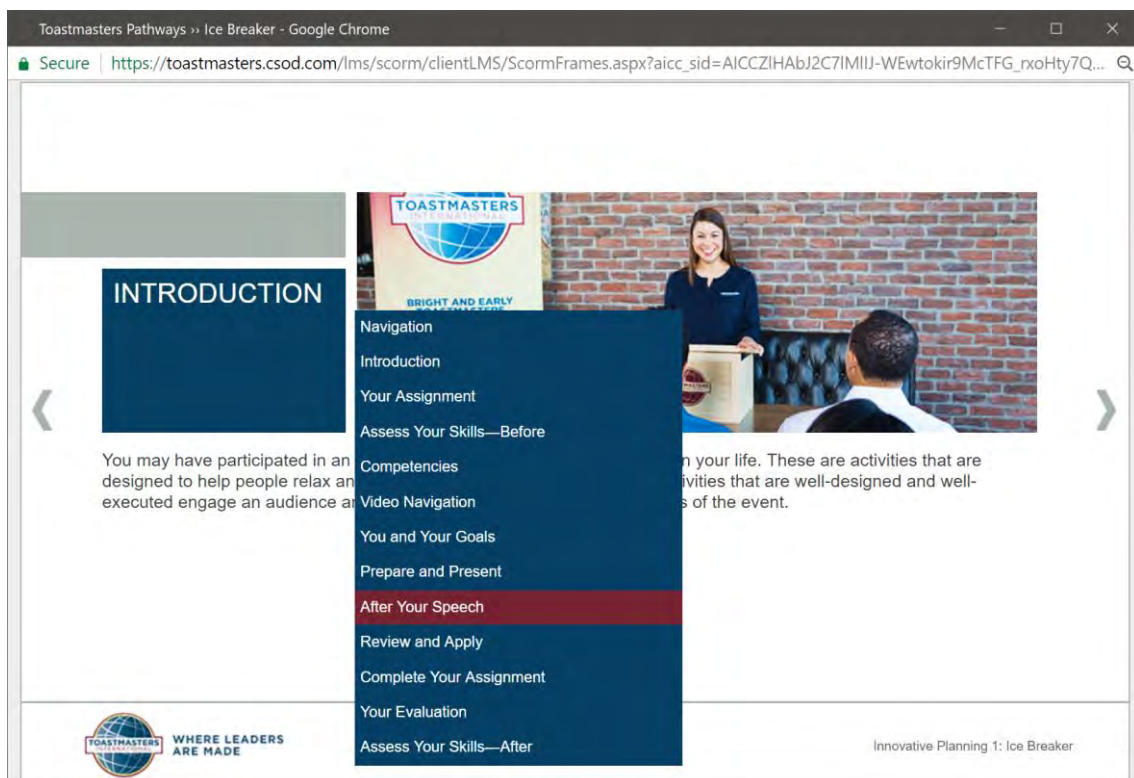 Toastmasters Pathways ›› Ice Breaker - Google Chrome
Secure https://toastmasters.csod.com/lms/scorm/clientLMS/ScormFrames.aspx?aicc_sid=AICCZlHAbJ2C7lMlIJ-WEwtokir9McTFG_rxoHty7Q...
TOASTMASTERS
INTERNATIONAL
BRIGHT AND EARLY
TOASTMASTERS
INTRODUCTION
Navigation
Introduction
Your Assignment
Assess Your Skills—Before
Competencies
Video Navigation
You and Your Goals
Prepare and Present
After Your Speech
Review and Apply
Complete Your Assignment
Your Evaluation
Assess Your Skills—After
You may have participated in an n your life. These are activities that are
designed to help people relax an ivities that are well-designed and well-
executed engage an audience ar s of the event.
TOASTMASTERS
INTERNATIONAL
WHERE LEADERS
ARE MADE
Innovative Planning 1: Ice Breaker